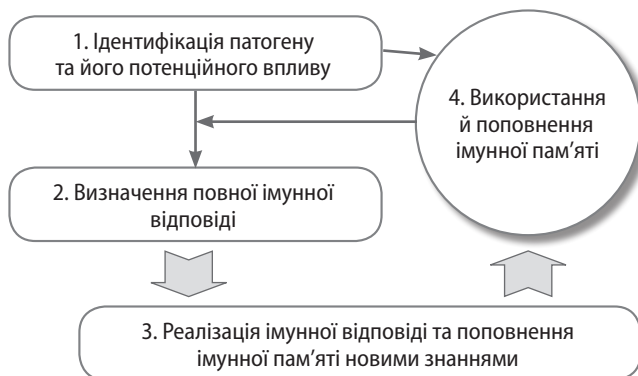 1. Ідентифікація патогену
та його потенційного впливу
4. Використання
й поповнення
імунної пам’яті
2. Визначення повної імунної
відповіді
3. Реалізація імунної відповіді та поповнення
імунної пам’яті новими знаннями